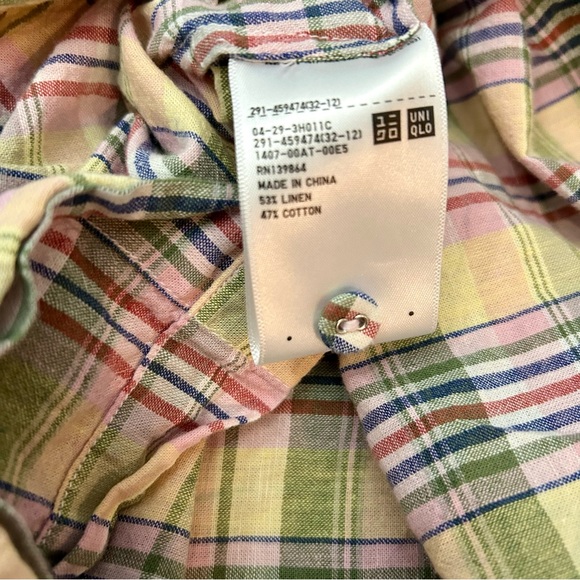 291-459474(32-12)
04-29-3H011C
291-459474(32-12)
1407-00AT-00E5
RN139864
MADE IN CHINA
53% LINEN
47% COTTON
ユニ
クロ
UNI
QLO